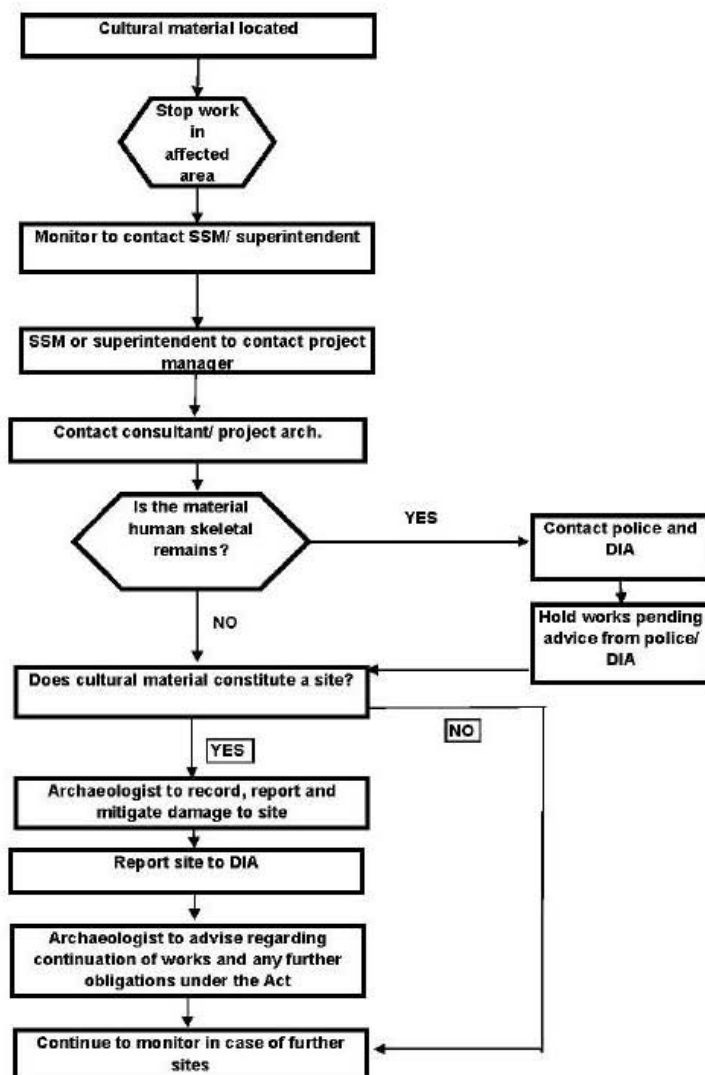 Cultural material located
Stop work
in
affected
area
Monitor to contact SSM/ superintendent
SSM or superintendent to contact project
manager
Contact consultant/ project arch.
Is the material
human skeletal
remains?
YES
Contact police and
DIA
Hold works pending
advice from police/
DIA
NO
Does cultural material constitute a site?
YES
NO
Archaeologist to record, report and
mitigate damage to site
Report site to DIA
Archaeologist to advise regarding
continuation of works and any further
obligations under the Act
Continue to monitor in case of further
sites